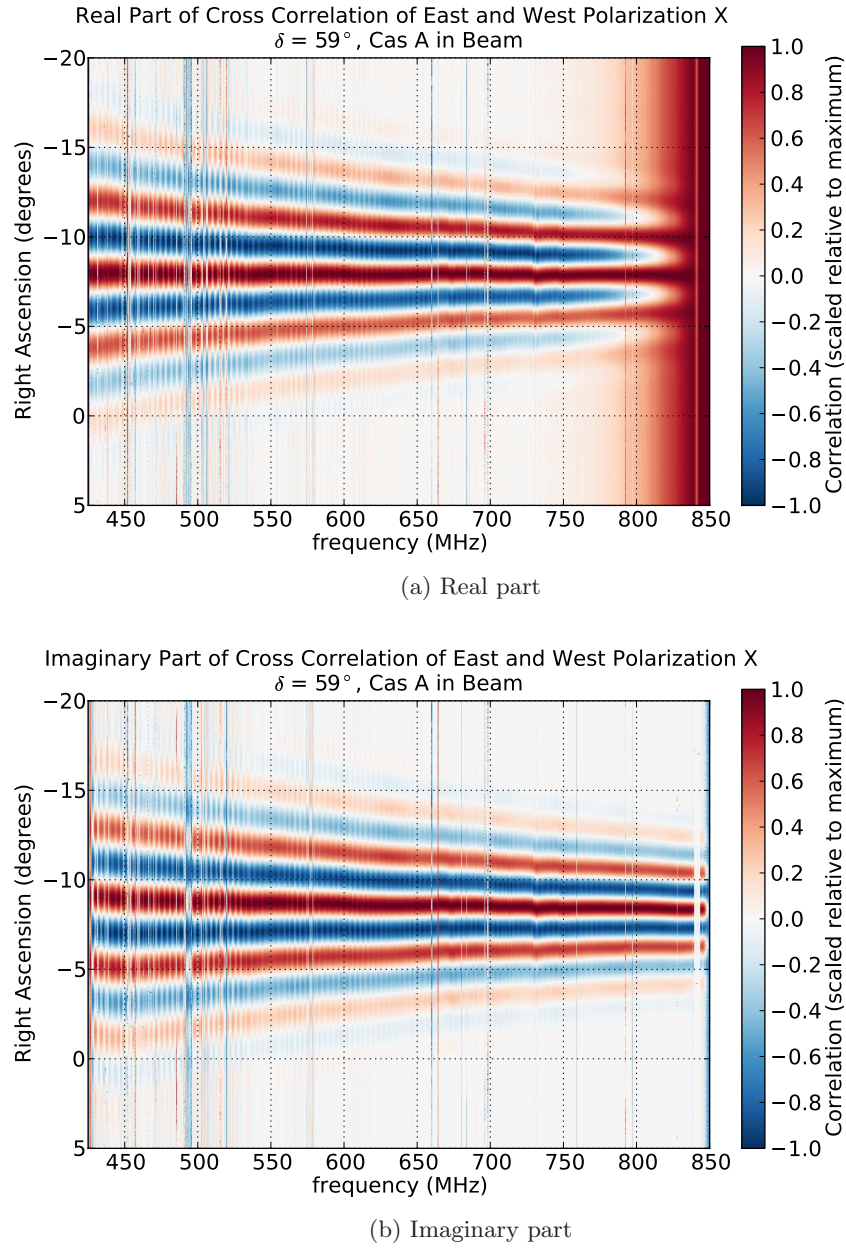 Real Part of Cross Correlation of East and West Polarization X
δ = 59°, Cas A in Beam
−20
−15
−10
−5
0
5
Right Ascension (degrees)
450 500 550 600 650 700 750 800 850
frequency (MHz)
1.0
0.8
0.6
0.4
0.2
0.0
−0.2
−0.4
−0.6
−0.8
−1.0
Correlation (scaled relative to maximum)
(a) Real part
Imaginary Part of Cross Correlation of East and West Polarization X
δ = 59°, Cas A in Beam
−20
−15
−10
−5
0
5
Right Ascension (degrees)
450 500 550 600 650 700 750 800 850
frequency (MHz)
1.0
0.8
0.6
0.4
0.2
0.0
−0.2
−0.4
−0.6
−0.8
−1.0
Correlation (scaled relative to maximum)
(b) Imaginary part